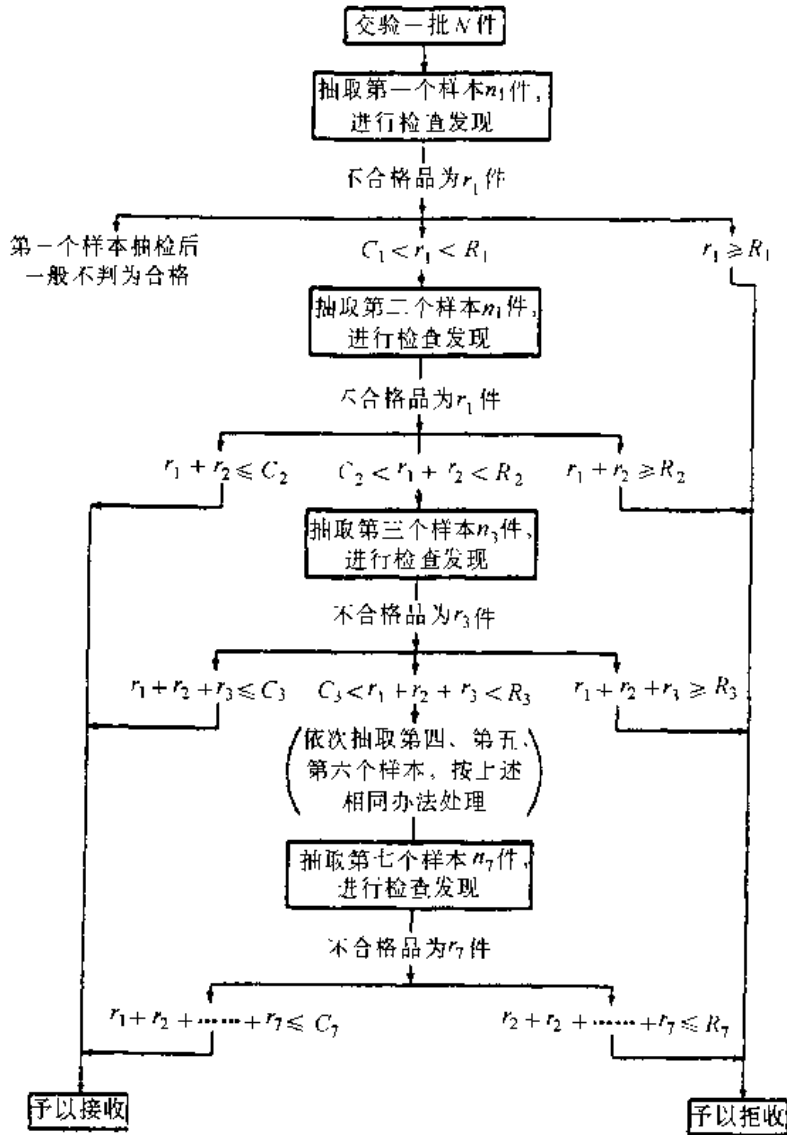 交验一批N件
抽取第一个样本n₁件,
进行检查发现
不合格品为r₁件
第一个样本抽检后
一般不判为合格
C₁<r₁<R₁
r₁≥R₁
抽取第二个样本n₁件,
进行检查发现
不合格品为r₁件
r₁+r₂≤C₂
C₂<r₁+r₂<R₂
r₁+r₂≥R₂
抽取第三个样本n₃件、
进行检查发现
不合格品为r₃件
r₁+r₂+r₃≤C₃
C₃<r₁+r₂+r₃<R₃
r₁+r₂+r₃≥R₃
依次抽取第四、第五、
第六个样本,按上述
相同办法处理
抽取第七个样本n₇件,
进行检查发现
不合格品为r₇件
r₁+r₂+······+r₇≤C₇
r₂+r₂+······+r₇≤R₇
予以接收
予以拒收